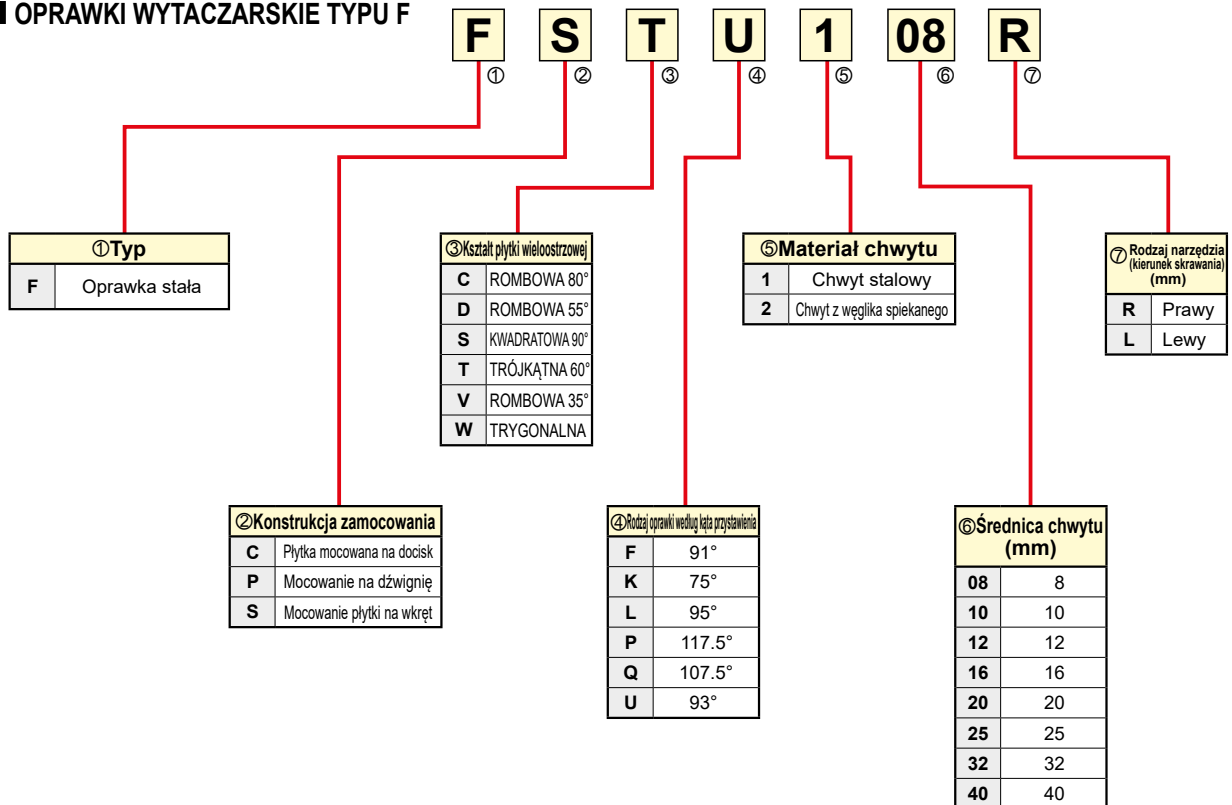 OPRAWKI WYTACZARSKIE TYPU F
F S T U 1 08 R
① ② ③ ④ ⑤ ⑥ ⑦
①Typ
F Oprawka stała
③Kształt płytki wieloostrzowej
C ROMBOWA 80°
D ROMBOWA 55°
S KWADRATOWA 90°
T TRÓJKĄTNA 60°
V ROMBOWA 35°
W TRYGONALNA
⑤Materiał chwytu
1 Chwyt stalowy
2 Chwyt z węglika spiekanego
⑦ Rodzaj narzędzia
(kierunek skrawania)
(mm)
R Prawy
L Lewy
②Konstrukcja zamocowania
C Płytka mocowana na docisk
P Mocowanie na dźwignię
S Mocowanie płytki na wkręt
④Rodzaj oprawki według kąta przystawienia
F 91°
K 75°
L 95°
P 117.5°
Q 107.5°
U 93°
⑥Średnica chwytu
(mm)
08 8
10 10
12 12
16 16
20 20
25 25
32 32
40 40